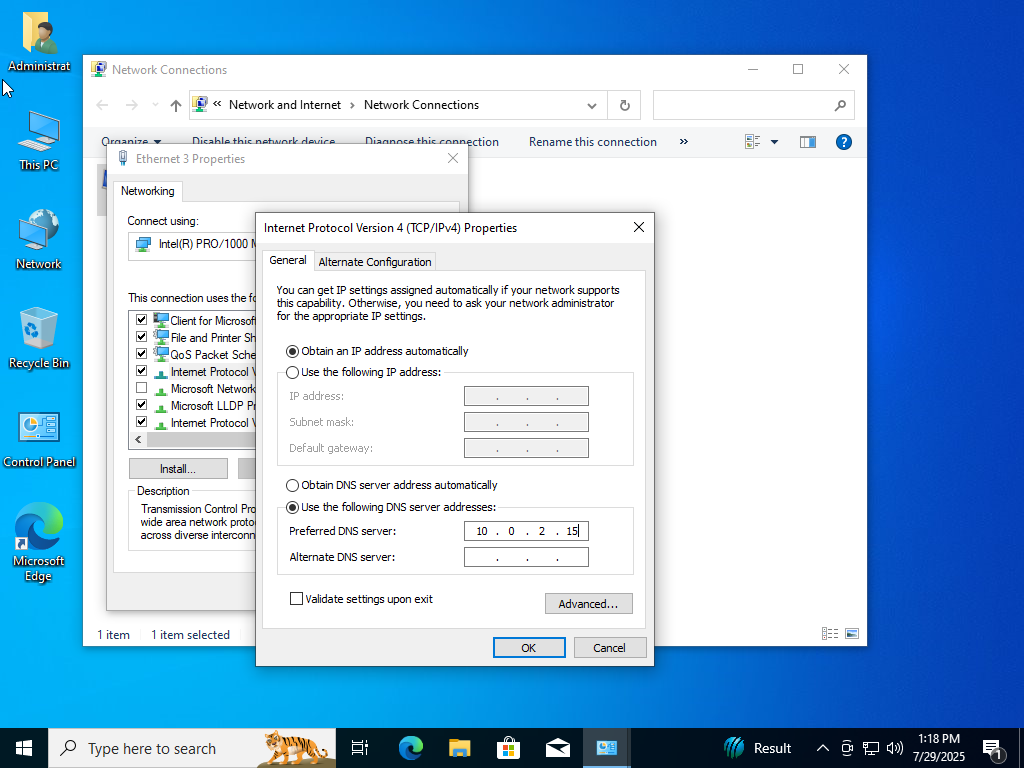 Administrat
This PC
Network
Recycle Bin
Control Panel
Microsoft
Edge
Network Connections
« Network and Internet › Network Connections
Organize Disable this network device Diagnose this connection Rename this connection »
Ethernet 3 Properties
Networking
Connect using:
Intel(R) PRO/1000 M
This connection uses the fo
Client for Microsof
File and Printer Sh
QoS Packet Sche
Internet Protocol V
Microsoft Network
Microsoft LLDP Pr
Internet Protocol V
Install...
Description
Transmission Control Pro
wide area network proto
across diverse interconn
Internet Protocol Version 4 (TCP/IPv4) Properties
General
Alternate Configuration
You can get IP settings assigned automatically if your network supports
this capability. Otherwise, you need to ask your network administrator
for the appropriate IP settings.
Obtain an IP address automatically
Use the following IP address:
IP address: . . .
Subnet mask: . . .
Default gateway: . . .
Obtain DNS server address automatically
Use the following DNS server addresses:
Preferred DNS server: 10 . 0 . 2 . 15
Alternate DNS server: . . .
Validate settings upon exit
Advanced...
OK
Cancel
1 item 1 item selected
Type here to search
Result
1:18 PM
7/29/2025
1